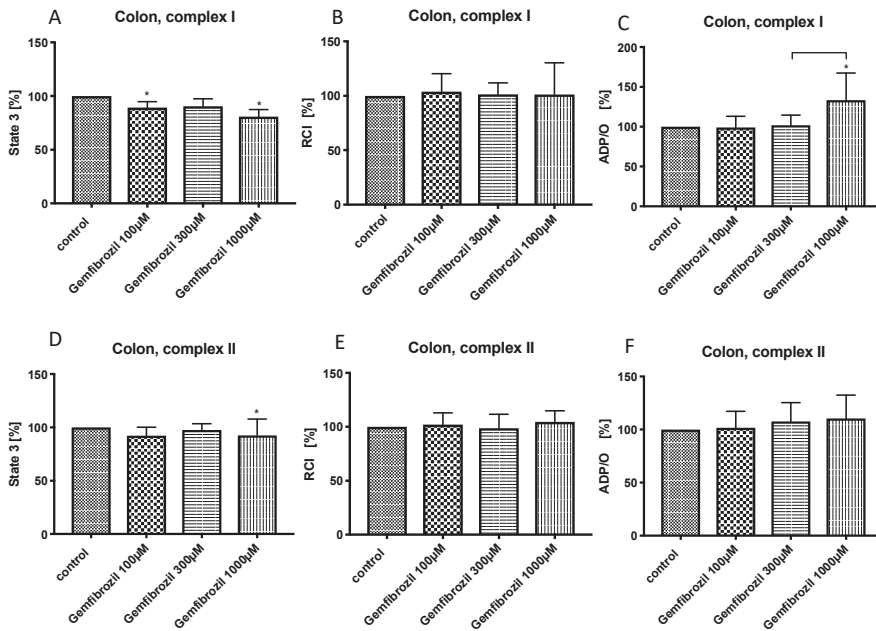 A
Colon, complex I
State 3 [%]
150
100
50
0
*
*
control
Gemfibrozil 100µM
Gemfibrozil 300µM
Gemfibrozil 1000µM
B
Colon, complex I
RCI [%]
150
100
50
0
control
Gemfibrozil 100µM
Gemfibrozil 300µM
Gemfibrozil 1000µM
C
Colon, complex I
ADP/O [%]
200
150
100
50
0
*
control
Gemfibrozil 100µM
Gemfibrozil 300µM
Gemfibrozil 1000µM
D
Colon, complex II
State 3 [%]
150
100
50
0
*
control
Gemfibrozil 100µM
Gemfibrozil 300µM
Gemfibrozil 1000µM
E
Colon, complex II
RCI [%]
150
100
50
0
control
Gemfibrozil 100µM
Gemfibrozil 300µM
Gemfibrozil 1000µM
F
Colon, complex II
ADP/O [%]
150
100
50
0
control
Gemfibrozil 100µM
Gemfibrozil 300µM
Gemfibrozil 1000µM